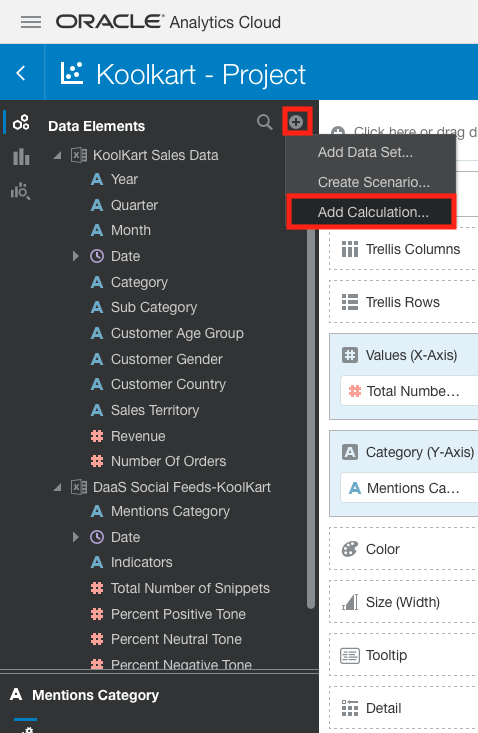 ORACLE® Analytics Cloud
Koolkart - Project
Data Elements
Click here or drag d
Add Data Set...
Create Scenario...
Add Calculation...
KoolKart Sales Data
A Year
A Quarter
A Month
Date
A Category
A Sub Category
A Customer Age Group
A Customer Gender
A Customer Country
A Sales Territory
# Revenue
# Number Of Orders
DaaS Social Feeds-KoolKart
A Mentions Category
Date
A Indicators
# Total Number of Snippets
# Percent Positive Tone
# Percent Neutral Tone
# Percent Negative Tone
A Mentions Category
Trellis Columns
Trellis Rows
# Values (X-Axis)
# Total Numbe...
A Category (Y-Axis)
A Mentions Ca...
Color
Size (Width)
Tooltip
Detail